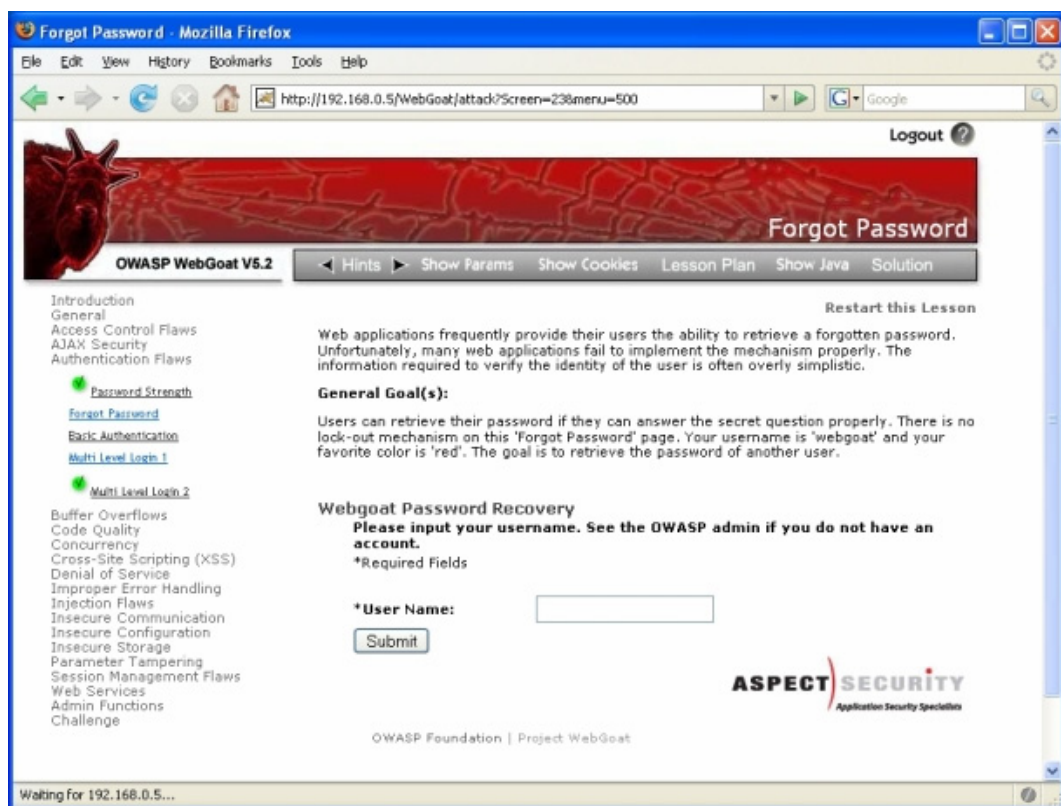 Forgot Password - Mozilla Firefox
File Edit View History Bookmarks Tools Help
http://192.168.0.5/WebGoat/attack?Screen=23&menu=500
G Google
Logout ?
Forgot Password
OWASP WebGoat V5.2
Hints Show Params Show Cookies Lesson Plan Show Java Solution
Introduction
General
Access Control Flaws
AJAX Security
Authentication Flaws
Password Strength
Forgot Password
Basic Authentication
Multi Level Login 1
Multi Level Login 2
Buffer Overflows
Code Quality
Concurrency
Cross-Site Scripting (XSS)
Denial of Service
Improper Error Handling
Injection Flaws
Insecure Communication
Insecure Configuration
Insecure Storage
Parameter Tampering
Session Management Flaws
Web Services
Admin Functions
Challenge
Restart this Lesson
Web applications frequently provide their users the ability to retrieve a forgotten password.
Unfortunately, many web applications fail to implement the mechanism properly. The
information required to verify the identity of the user is often overly simplistic.
General Goal(s):
Users can retrieve their password if they can answer the secret question properly. There is no
lock-out mechanism on this 'Forgot Password' page. Your username is 'webgoat' and your
favorite color is 'red'. The goal is to retrieve the password of another user.
Webgoat Password Recovery
Please input your username. See the OWASP admin if you do not have an
account.
*Required Fields
*User Name:
Submit
ASPECT SECURITY
Application Security Specialists
OWASP Foundation | Project WebGoat
Waiting for 192.168.0.5...